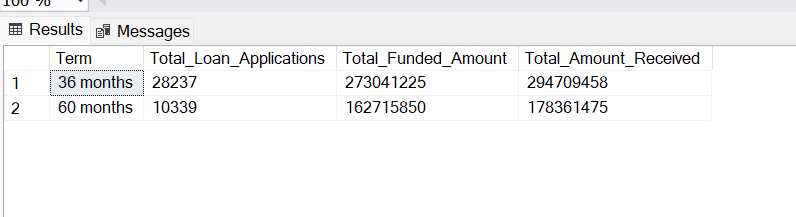 100 %
Results Messages
Term Total_Loan_Applications Total_Funded_Amount Total_Amount_Received
1 36 months 28237 273041225 294709458
2 60 months 10339 162715850 178361475